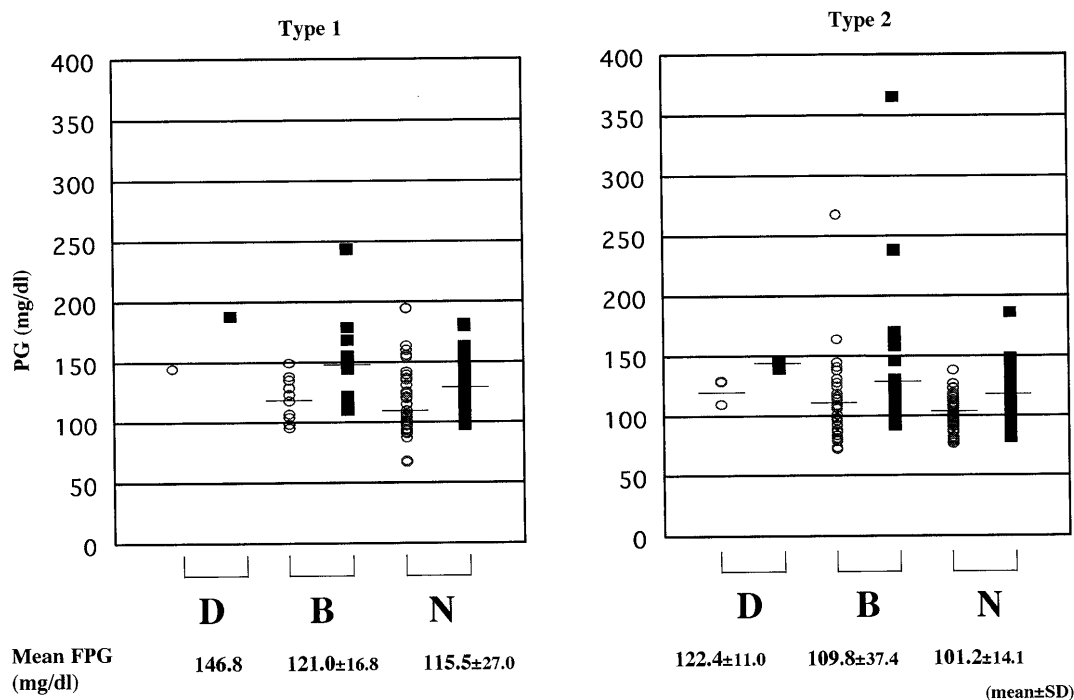 Type 1
Type 2
PG (mg/dl)
400
350
300
250
200
150
100
50
0
400
350
300
250
200
150
100
50
0
D B N
D B N
Mean FPG
(mg/dl)
146.8 121.0±16.8 115.5±27.0
122.4±11.0 109.8±37.4 101.2±14.1
(mean±SD)